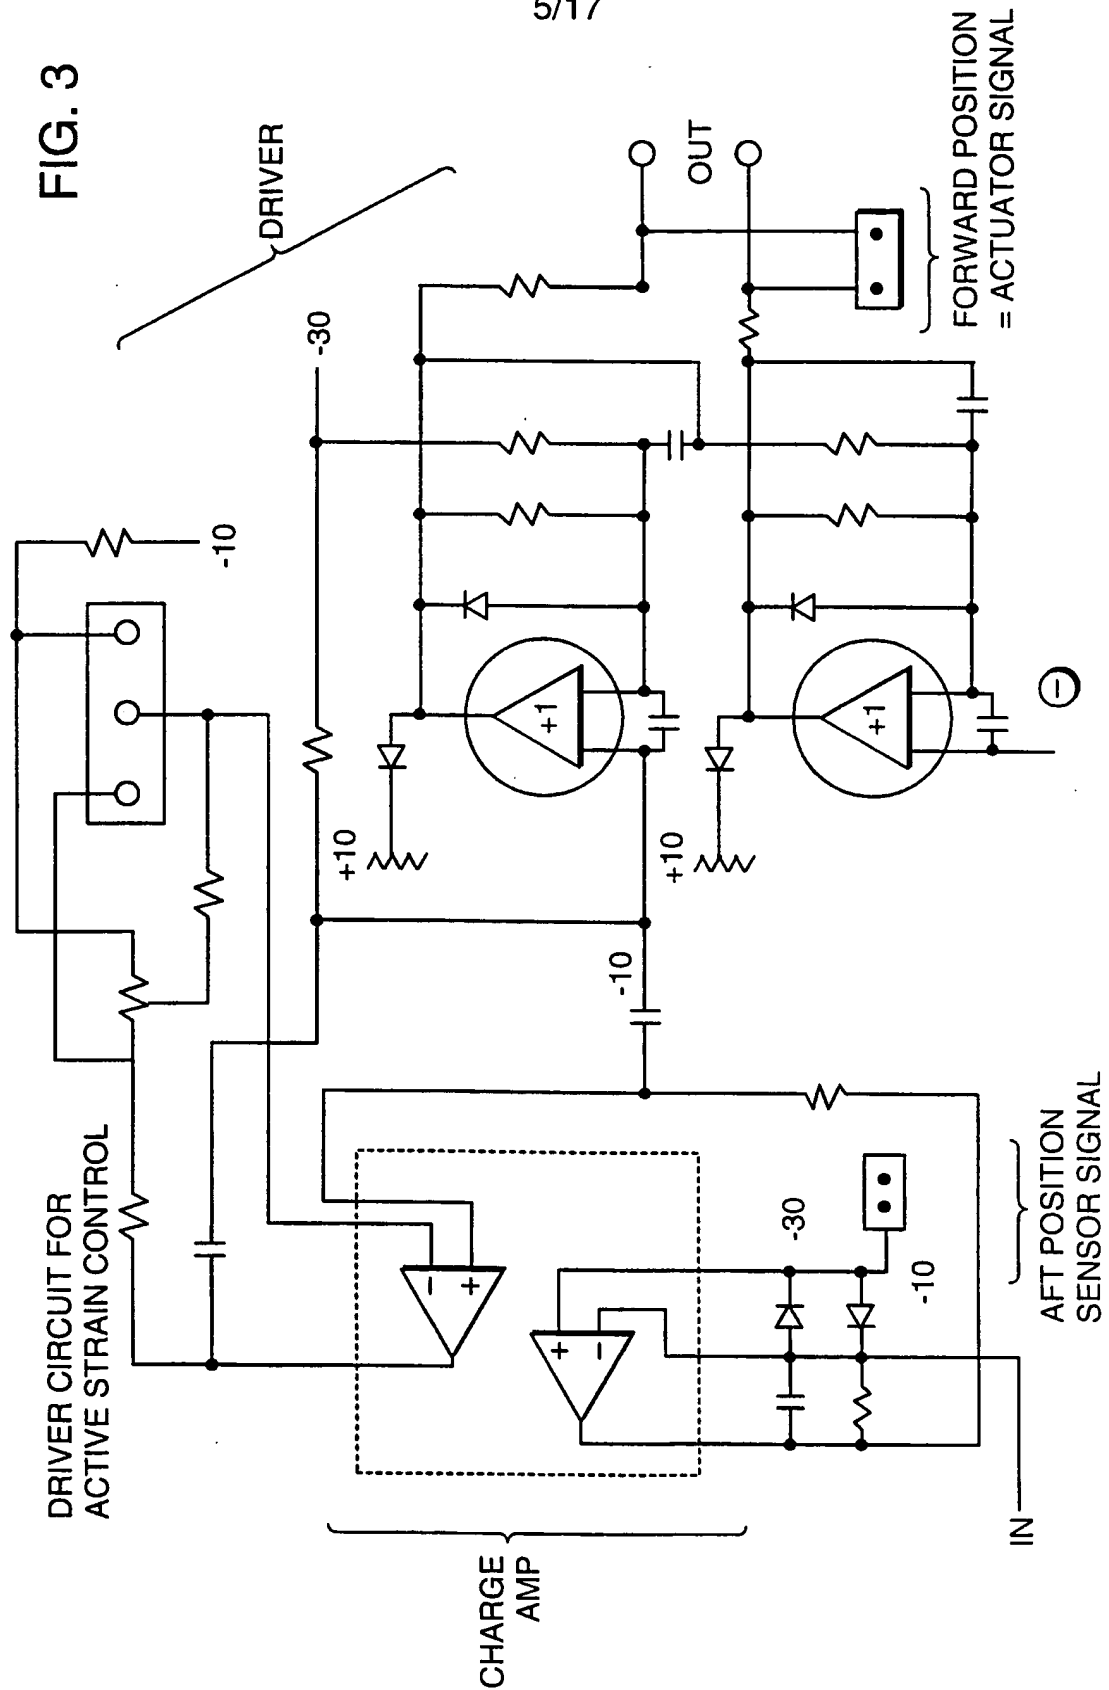 5/17
FIG. 3
DRIVER CIRCUIT FOR
ACTIVE STRAIN CONTROL
DRIVER
-10
-30
+10
+1
-10
+10
+1
−
OUT
FORWARD POSITION
= ACTUATOR SIGNAL
CHARGE
AMP
−
+
+
−
-30
-10
AFT POSITION
SENSOR SIGNAL
IN